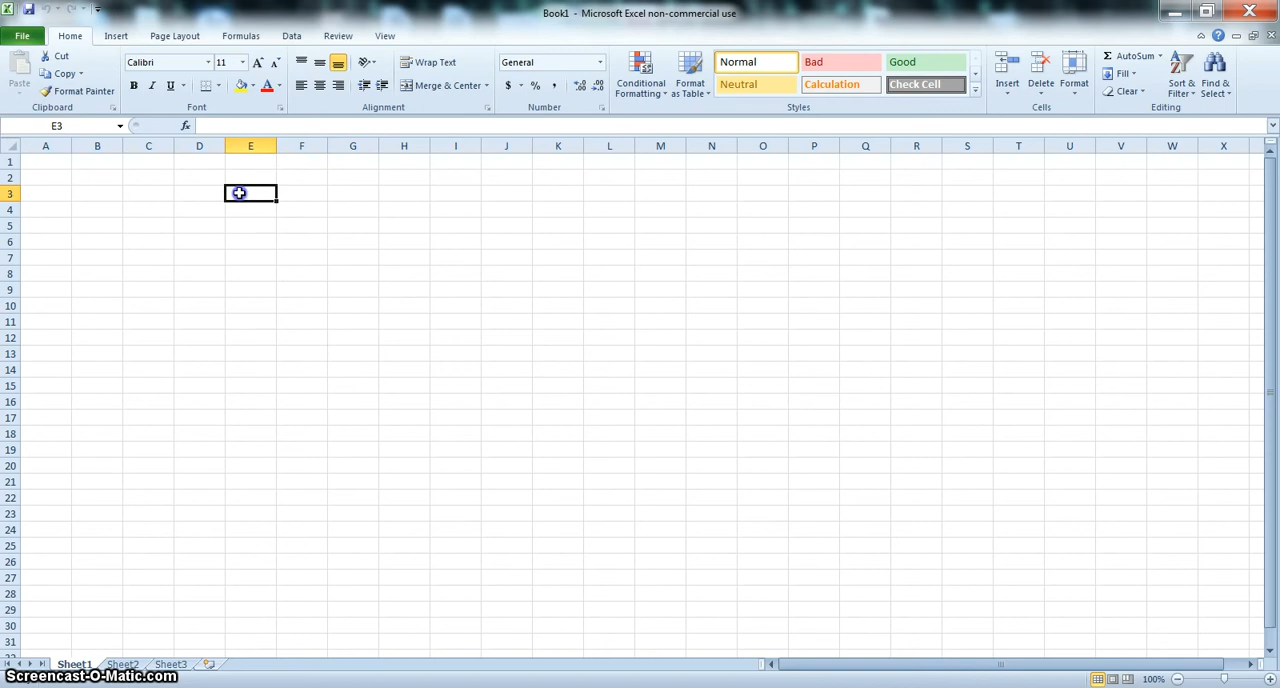 Book1 - Microsoft Excel non-commercial use
File Home Insert Page Layout Formulas Data Review View
Paste
Cut
Copy
Format Painter
Clipboard
Calibri 11
B I U
Font
Wrap Text
Merge & Center
Alignment
General
$ % ,
Number
Conditional Formatting
Format as Table
Normal Bad Good
Neutral Calculation Check Cell
Styles
Insert Delete Format
Cells
Σ AutoSum
Fill
Clear
Sort & Filter
Find & Select
Editing
E3 fx
A B C D E F G H I J K L M N O P Q R S T U V W X
1
2
3
4
5
6
7
8
9
10
11
12
13
14
15
16
17
18
19
20
21
22
23
24
25
26
27
28
29
30
31
Sheet1 Sheet2 Sheet3
Screencast-O-Matic.com
100%